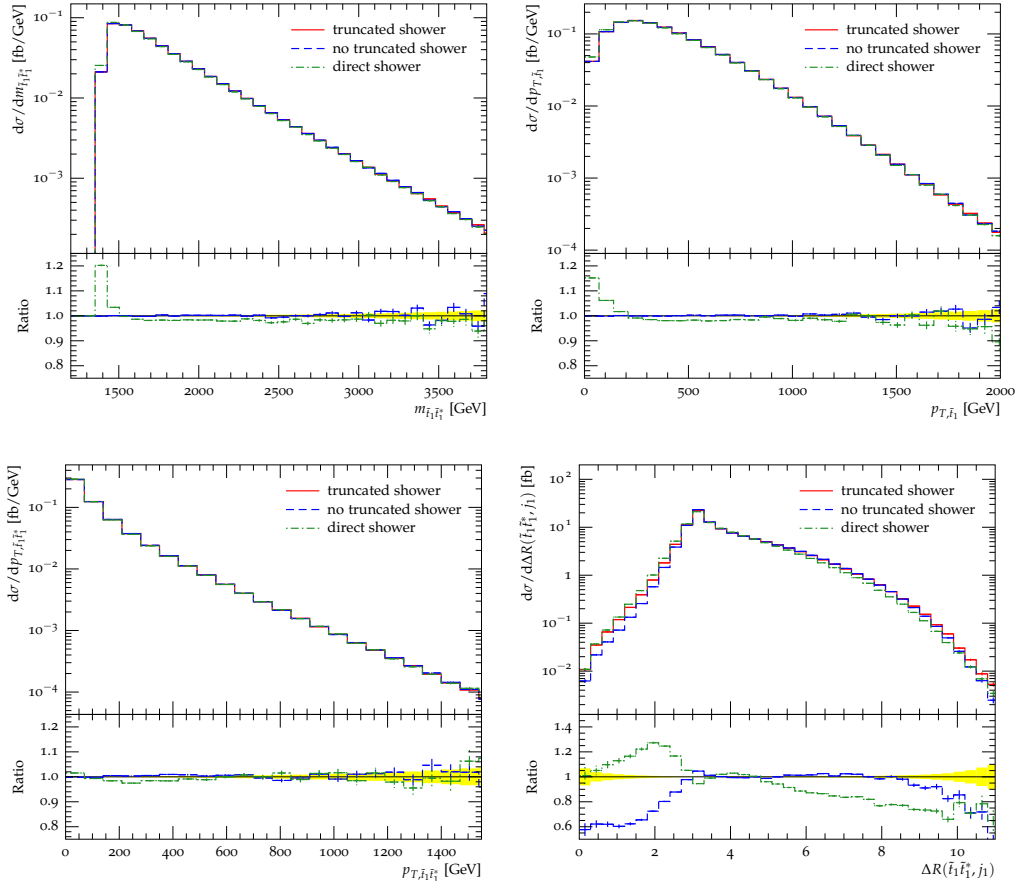 truncated shower
no truncated shower
direct shower
dσ/dm_{t̃₁t̃₁*} [fb/GeV]
10⁻¹
10⁻²
10⁻³
Ratio
1.2
1.1
1.0
0.9
0.8
1500 2000 2500 3000 3500
m_{t̃₁t̃₁*} [GeV]
truncated shower
no truncated shower
direct shower
dσ/dp_{T,t̃₁} [fb/GeV]
10⁻¹
10⁻²
10⁻³
10⁻⁴
Ratio
1.2
1.1
1.0
0.9
0.8
0 500 1000 1500 2000
p_{T,t̃₁} [GeV]
truncated shower
no truncated shower
direct shower
dσ/dp_{T,t̃₁t̃₁*} [fb/GeV]
10⁻¹
10⁻²
10⁻³
10⁻⁴
Ratio
1.2
1.1
1.0
0.9
0.8
0 200 400 600 800 1000 1200 1400
p_{T,t̃₁t̃₁*} [GeV]
truncated shower
no truncated shower
direct shower
dσ/dΔR(t̃₁t̃₁*, j₁) [fb]
10²
10¹
1
10⁻¹
10⁻²
Ratio
1.4
1.2
1
0.8
0.6
0 2 4 6 8 10
ΔR(t̃₁t̃₁*, j₁)